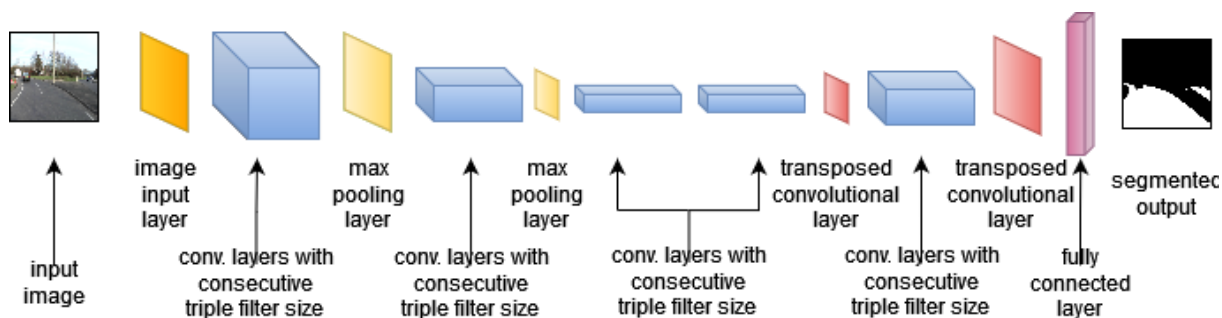 image
input
layer
max
pooling
layer
max
pooling
layer
transposed
convolutional
layer
transposed
convolutional
layer
segmented
output
input
image
conv. layers with
consecutive
triple filter size
conv. layers with
consecutive
triple filter size
conv. layers with
consecutive
triple filter size
conv. layers with
consecutive
triple filter size
fully
connected
layer